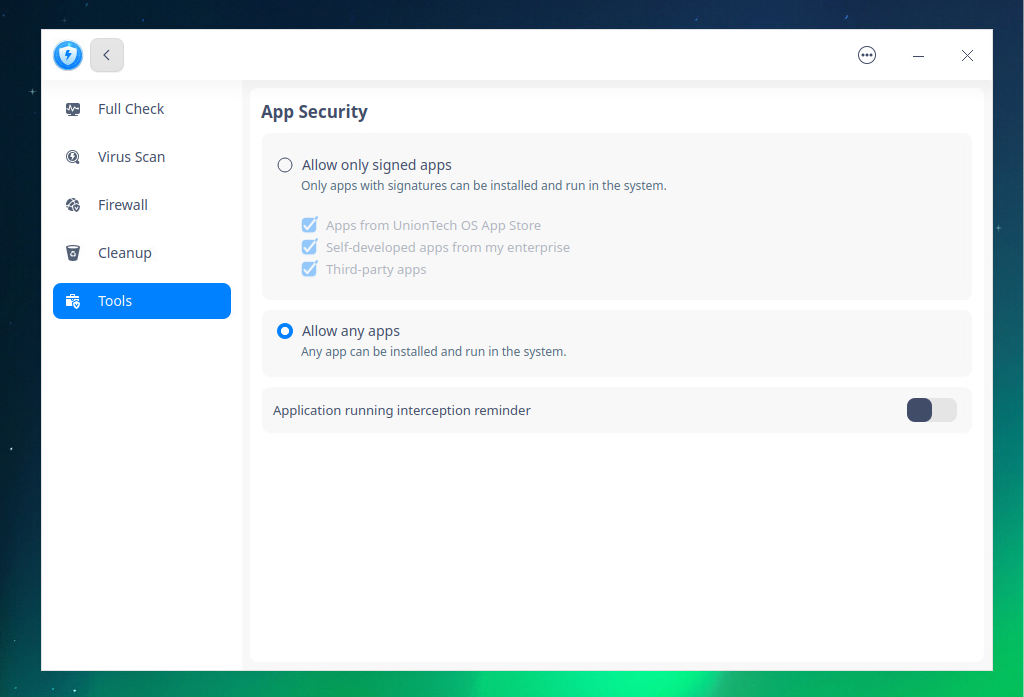 Full Check
Virus Scan
Firewall
Cleanup
Tools
App Security
Allow only signed apps
Only apps with signatures can be installed and run in the system.
Apps from UnionTech OS App Store
Self-developed apps from my enterprise
Third-party apps
Allow any apps
Any app can be installed and run in the system.
Application running interception reminder